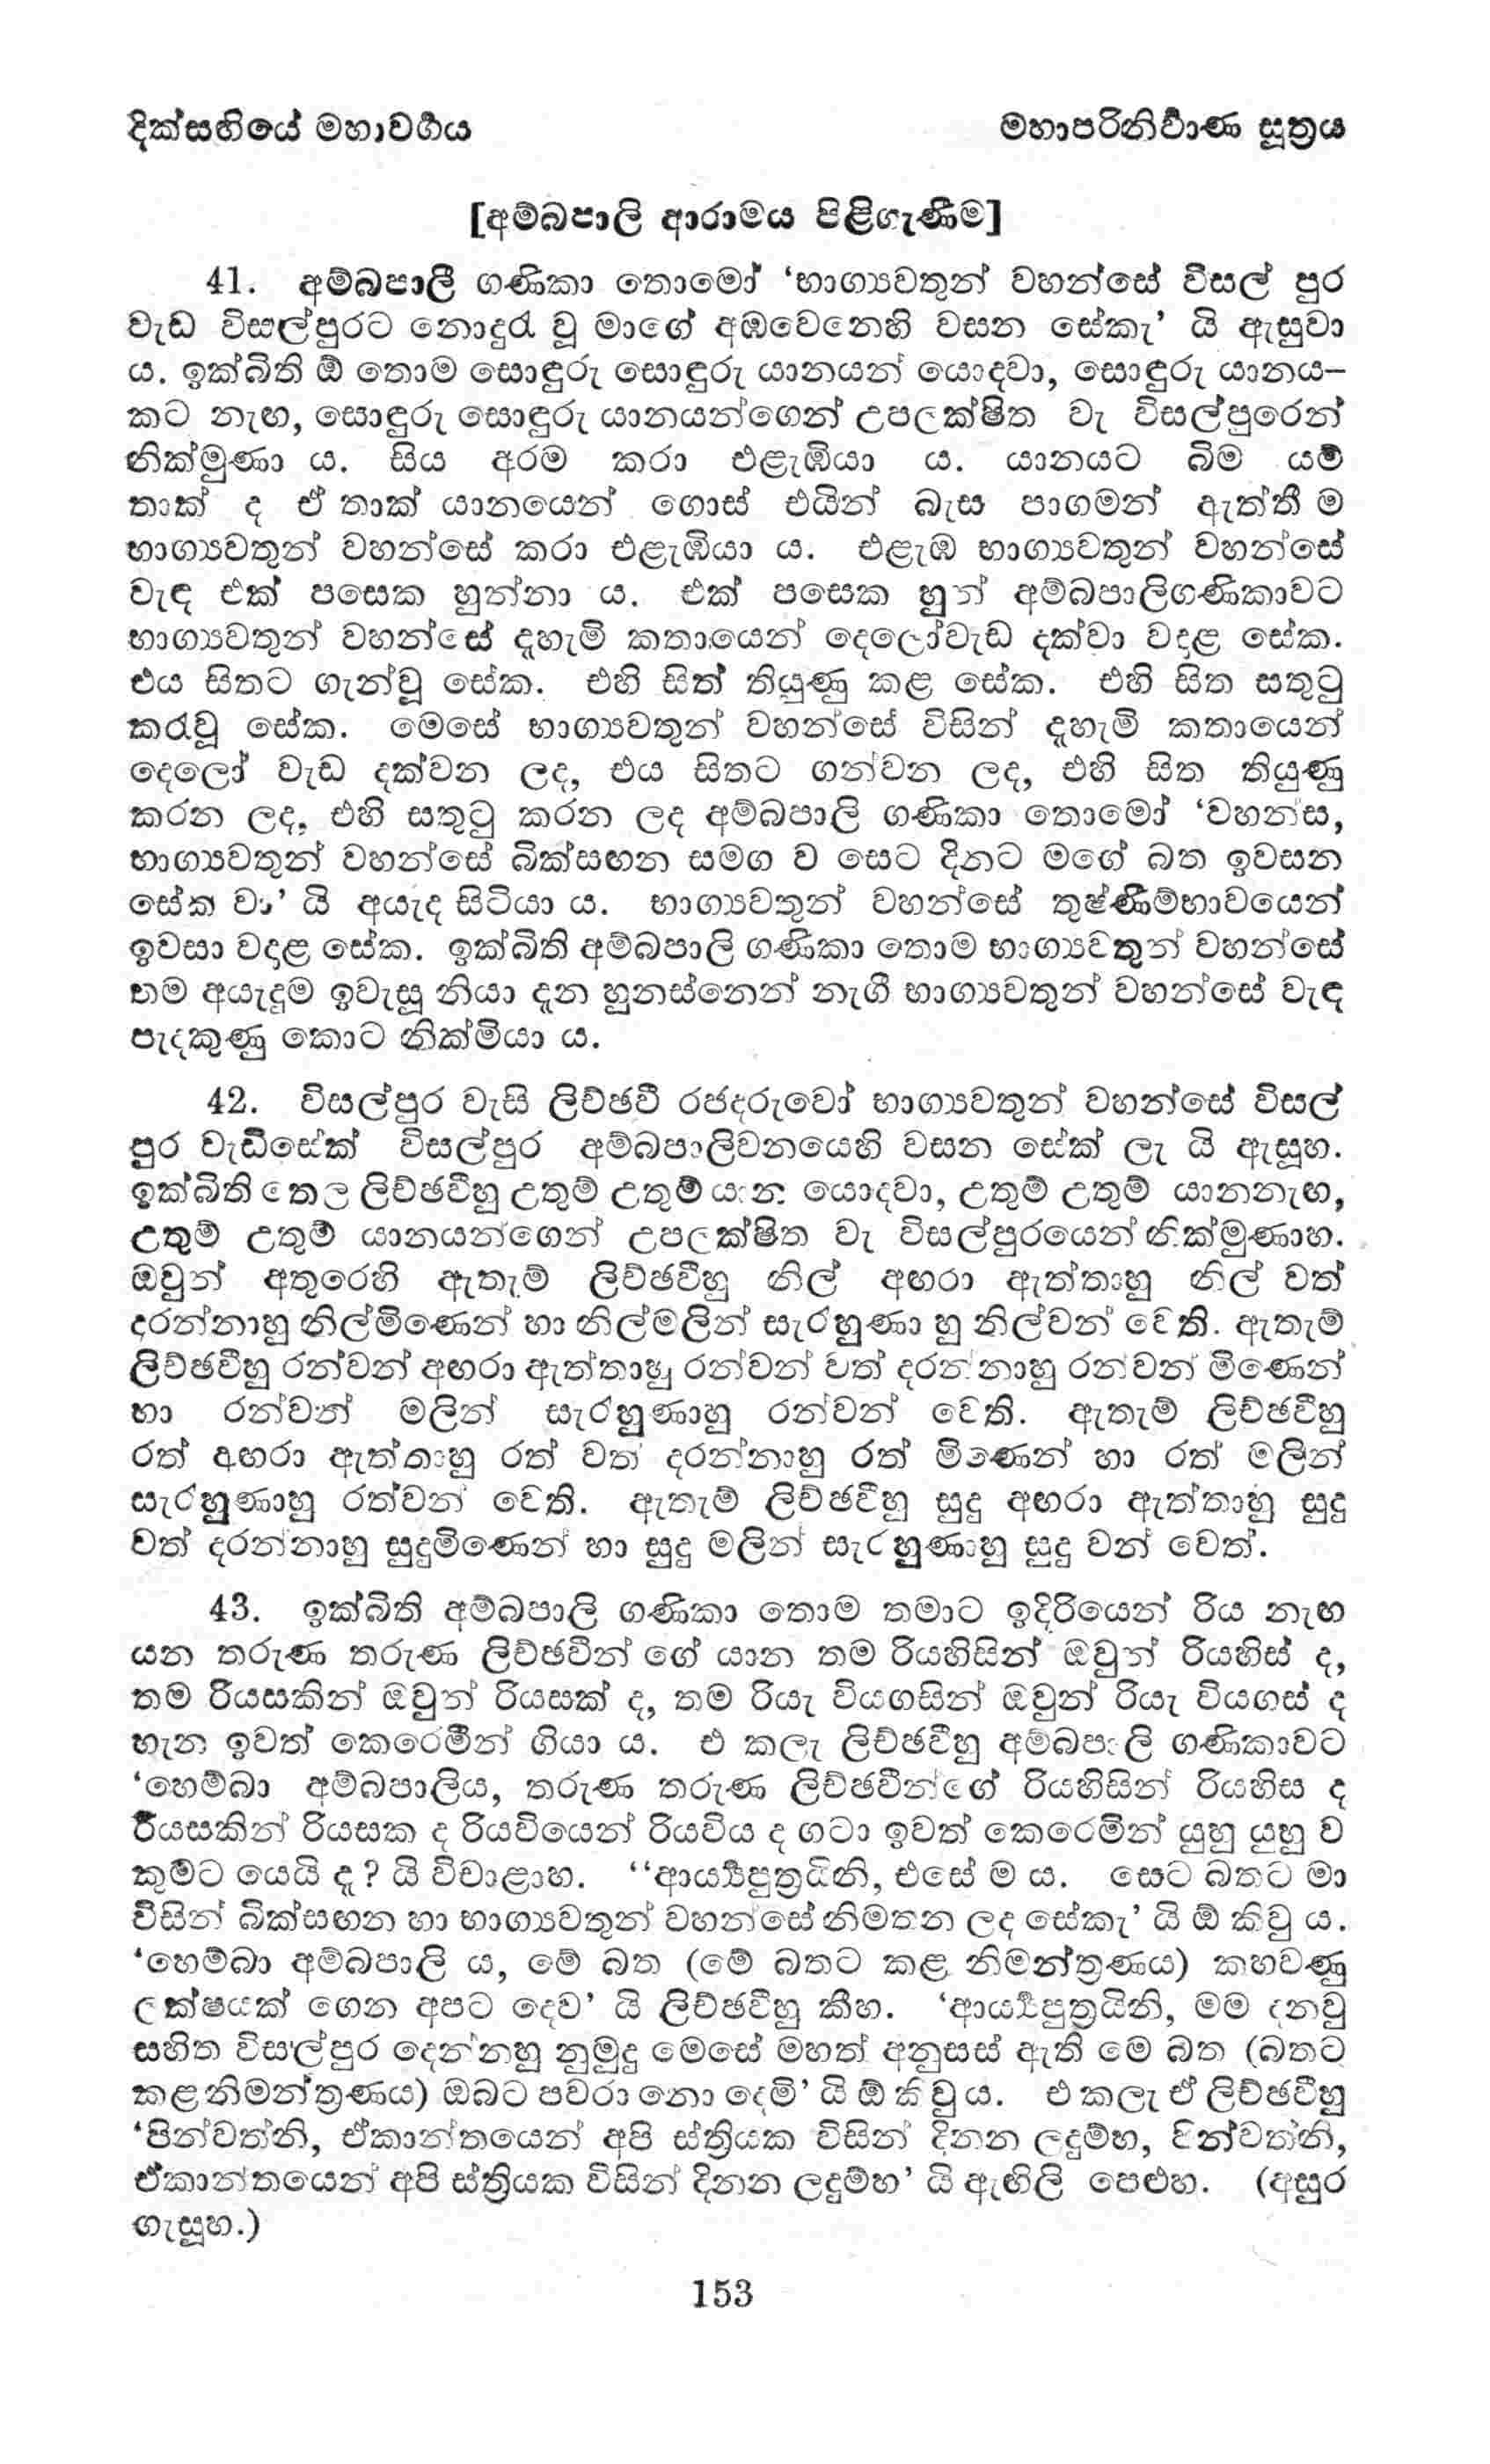 දික්සඟියේ මහාවර්‍ගය මහාපරිනිර්‍වාණ සූත්‍රය
[අම්බපාලි ආරාමය පිළිගැණීම]
41. අම්බපාලී ගණිකා තොමෝ ‘භාග්‍යවතුන් වහන්සේ විසල් පුර
වැඩ විසල්පුරට නොදුරැ වූ මාගේ අඹවෙනෙහි වසන සේකැ’ යි ඇසුවා
ය. ඉක්බිති ඕ තොම සොඳුරු සොඳුරු යානයන් යොදවා, සොඳුරු යානය–
කට නැඟ, සොඳුරු සොඳුරු යානයන්ගෙන් උපලක්ෂිත වැ විසල්පුරෙන්
නික්මුණා ය. සිය අරම කරා එළැඹියා ය. යානයට බිම යම්
තාක් ද ඒ තාක් යානයෙන් ගොස් එයින් බැස පාගමන් ඇත්තී ම
භාග්‍යවතුන් වහන්සේ කරා එළැඹියා ය. එළැඹ භාග්‍යවතුන් වහන්සේ
වැඳ එක් පසෙක හුන්නා ය. එක් පසෙක හුන් අම්බපාලිගණිකාවට
භාග්‍යවතුන් වහන්සේ දැහැමි කතායෙන් දෙලෝවැඩ දක්වා වදාළ සේක.
එය සිතට ගැන්වූ සේක. එහි සිත් තියුණු කළ සේක. එහි සිත සතුටු
කරැවූ සේක. මෙසේ භාග්‍යවතුන් වහන්සේ විසින් දැහැමි කතායෙන්
දෙලෝ වැඩ දක්වන ලද, එය සිතට ගන්වන ලද, එහි සිත තියුණු
කරන ලද, එහි සතුටු කරන ලද අම්බපාලි ගණිකා තොමෝ ‘වහන්ස,
භාග්‍යවතුන් වහන්සේ බික්සඟන සමග ව සෙට දිනට මගේ බත ඉවසන
සේක වා’ යි අයැද සිටියා ය. භාග්‍යවතුන් වහන්සේ තුෂ්ණීම්භාවයෙන්
ඉවසා වදාළ සේක. ඉක්බිති අම්බපාලි ගණිකා තොම භාග්‍යවතුන් වහන්සේ
තම අයැදුම ඉවැසූ නියා දැන හුනස්නෙන් නැගී භාග්‍යවතුන් වහන්සේ වැඳ
පැදකුණු කොට නික්මියා ය.
42. විසල්පුර වැසි ලිච්ඡවී රජදරුවෝ භාග්‍යවතුන් වහන්සේ විසල්
පුර වැඩිසේක් විසල්පුර අම්බපාලිවනයෙහි වසන සේක් ලැ යි ඇසූහ.
ඉක්බිති තෙල ලිච්ඡවීහු උතුම් උතුම් යාන යොදවා, උතුම් උතුම් යානනැඟ,
උතුම් උතුම් යානයන්ගෙන් උපලක්ෂිත වැ විසල්පුරයෙන් නික්මුණාහ.
ඔවුන් අතුරෙහි ඇතැම් ලිච්ඡවීහු නිල් අඟරා ඇත්තාහු නිල් වත්
දරන්නාහු නිල්මිණෙන් හා නිල්මලින් සැරහුණා හු නිල්වන් වෙති. ඇතැම්
ලිච්ඡවීහු රන්වන් අඟරා ඇත්තාහු රන්වන් වත් දරන්නාහු රන්වන් මිණෙන්
හා රන්වන් මලින් සැරහුණාහු රන්වන් වෙති. ඇතැම් ලිච්ඡවීහු
රත් අඟරා ඇත්තාහු රත් වත් දරන්නාහු රත් මිණෙන් හා රත් මලින්
සැරහුණාහු රත්වන් වෙති. ඇතැම් ලිච්ඡවීහු සුදු අඟරා ඇත්තාහු සුදු
වත් දරන්නාහු සුදුමිණෙන් හා සුදු මලින් සැරහුණාහු සුදු වන් වෙත්.
43. ඉක්බිති අම්බපාලි ගණිකා තොම තමාට ඉදිරියෙන් රිය නැඟ
යන තරුණ තරුණ ලිච්ඡවීන් ගේ යාන තම රියහිසින් ඔවුන් රියහිස් ද,
තම රියසකින් ඔවුන් රියසක් ද, තම රියැ වියගසින් ඔවුන් රියැ වියගස් ද
හැන ඉවත් කෙරෙමින් ගියා ය. එ කලැ ලිච්ඡවීහු අම්බපාලි ගණිකාවට
‘හෙම්බා අම්බපාලිය, තරුණ තරුණ ලිච්ඡවීන්ගේ රියහිසින් රියහිස ද
රියසකින් රියසක ද රියවියෙන් රියවිය ද ගටා ඉවත් කෙරෙමින් යුහු යුහු ව
කුමට යෙයි ද? යි විචාළාහ. “ආර්‍ය්‍යපුත්‍රයිනි, එසේ ම ය. සෙට බතට මා
විසින් බික්සඟන හා භාග්‍යවතුන් වහන්සේ නිමතන ලද සේකැ’ යි ඕ කිවු ය.
‘හෙම්බා අම්බපාලි ය, මේ බත (මේ බතට කළ නිමන්ත්‍රණය) කහවණු
ලක්ෂයක් ගෙන අපට දෙව’ යි ලිච්ඡවීහු කීහ. ‘ආර්‍ය්‍යපුත්‍රයිනි, මම දනවු
සහිත විසල්පුර දෙන්නහු නුමුදු මෙසේ මහත් අනුසස් ඇති මෙ බත (බතට
කළ නිමන්ත්‍රණය) ඔබට පවරා නො දෙමි’ යි ඕ කිවු ය. එ කලැ ඒ ලිච්ඡවීහු
‘පින්වත්නි, ඒකාන්තයෙන් අපි ස්ත්‍රියක විසින් දිනන ලදුම්හ, පින්වත්නි,
ඒකාන්තයෙන් අපි ස්ත්‍රියක විසින් දිනන ලදුම්හ’ යි ඇඟිලි පෙළුහ. (අසුර
ගැසූහ.)
153